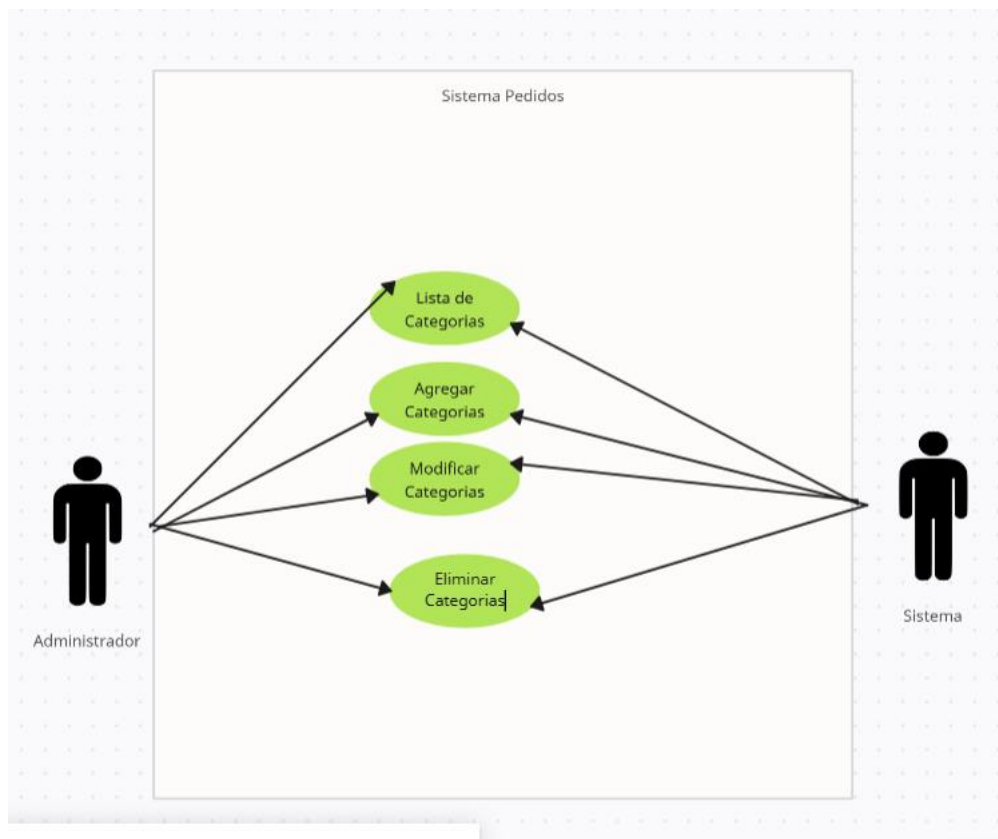 Sistema Pedidos
Lista de
Categorias
Agregar
Categorias
Modificar
Categorias
Eliminar
Categorias
Administrador
Sistema